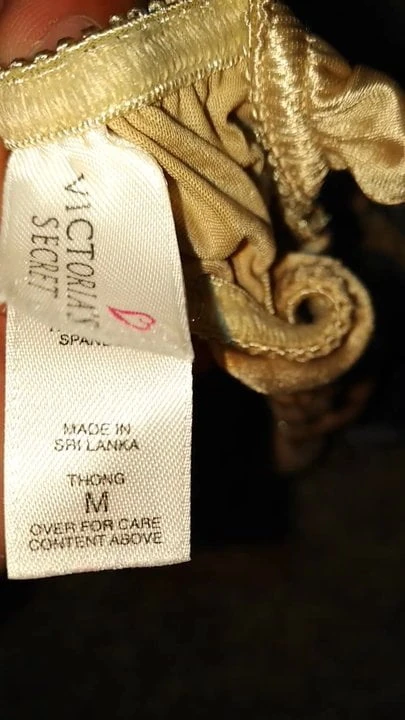 VICTORIA'S
SECRET
MADE IN
SRI LANKA
THONG
M
OVER FOR CARE
CONTENT ABOVE